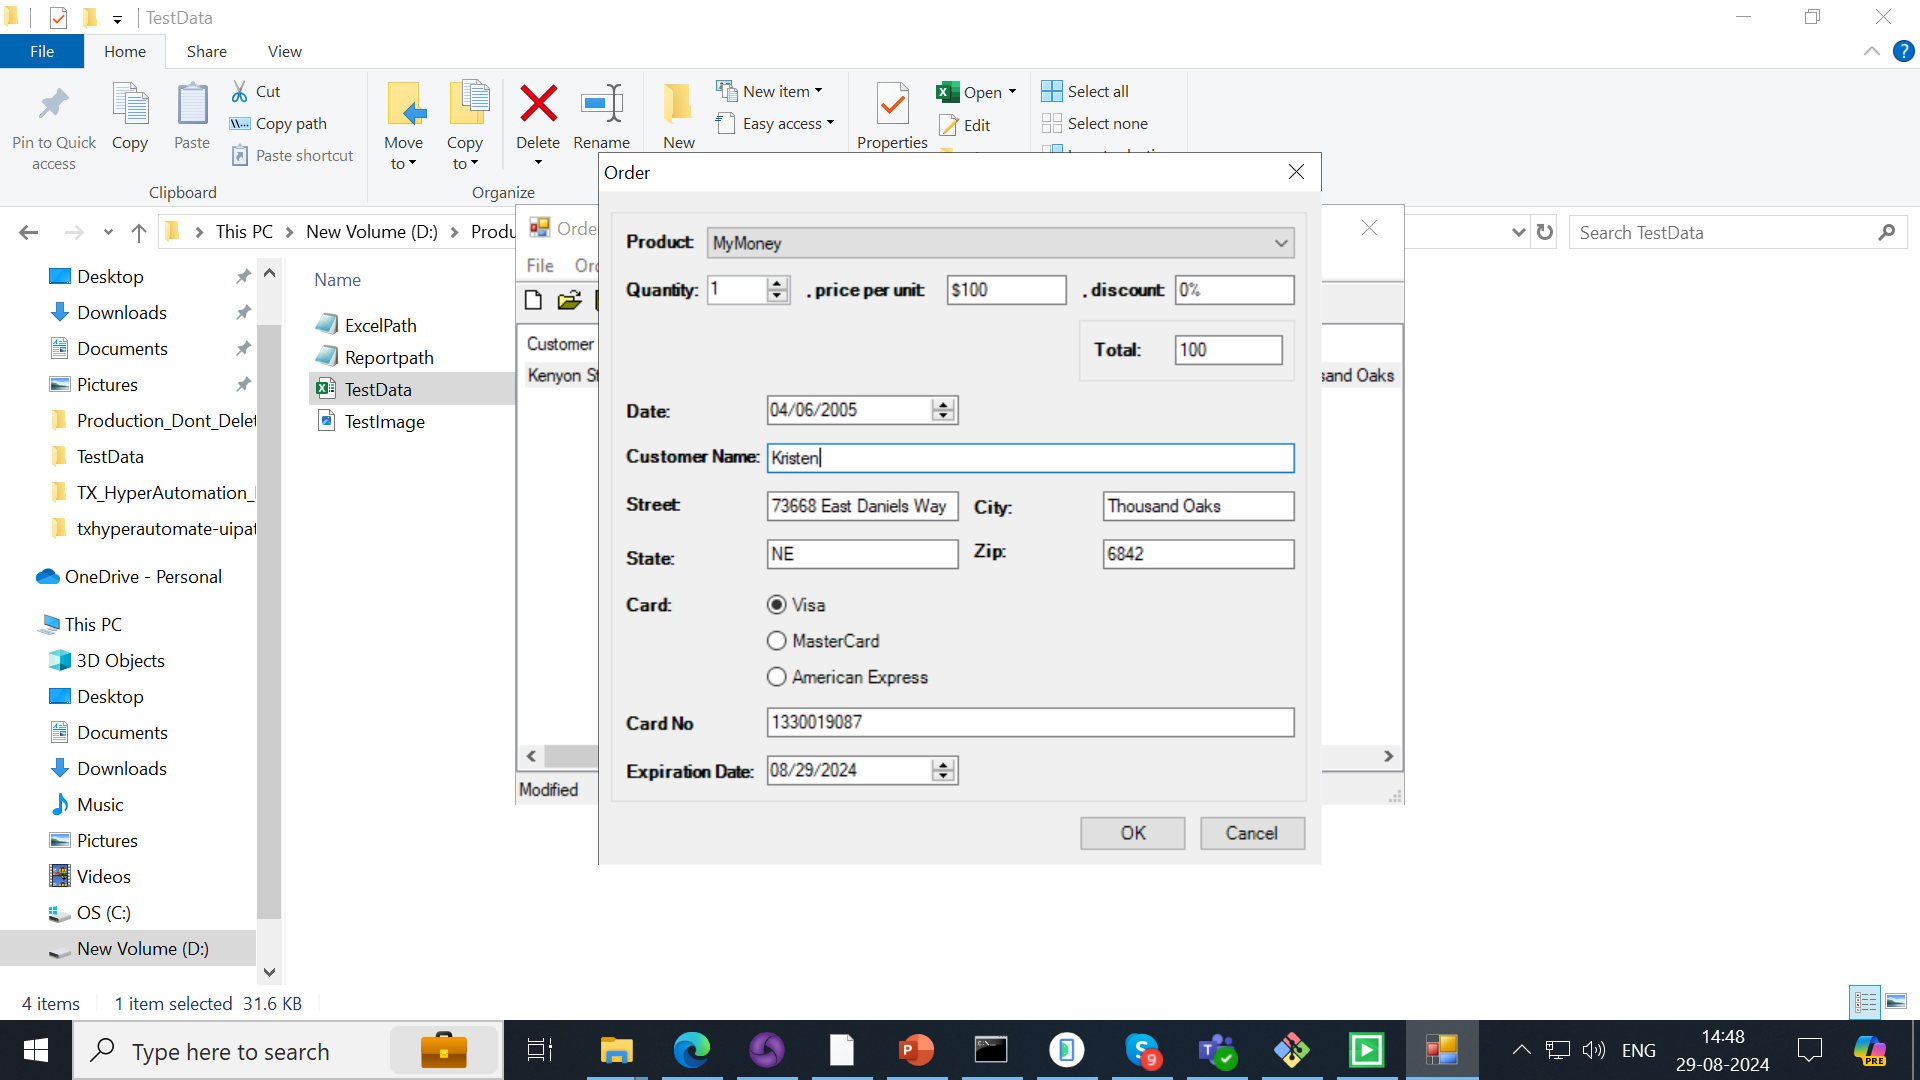 TestData
File Home Share View
Pin to Quick access
Copy
Paste
Cut
Copy path
Paste shortcut
Clipboard
Move to
Copy to
Delete
Rename
Organize
New
New item
Easy access
Properties
Open
Edit
Select all
Select none
This PC New Volume (D:) Produ
Search TestData
Desktop
Downloads
Documents
Pictures
Production_Dont_Delet
TestData
TX_HyperAutomation_
txhyperautomate-uipat
OneDrive - Personal
This PC
3D Objects
Desktop
Documents
Downloads
Music
Pictures
Videos
OS (C:)
New Volume (D:)
Name
ExcelPath
Reportpath
TestData
TestImage
Orde
File Ord
Customer
Kenyon St
sand Oaks
Modified
Order
Product: MyMoney
Quantity: 1 , price per unit: $100 , discount: 0%
Total: 100
Date: 04/06/2005
Customer Name: Kristen
Street: 73668 East Daniels Way City: Thousand Oaks
State: NE Zip: 6842
Card: Visa
MasterCard
American Express
Card No 1330019087
Expiration Date: 08/29/2024
OK Cancel
4 items 1 item selected 31.6 KB
Type here to search
9
ENG
14:48
29-08-2024
PRE